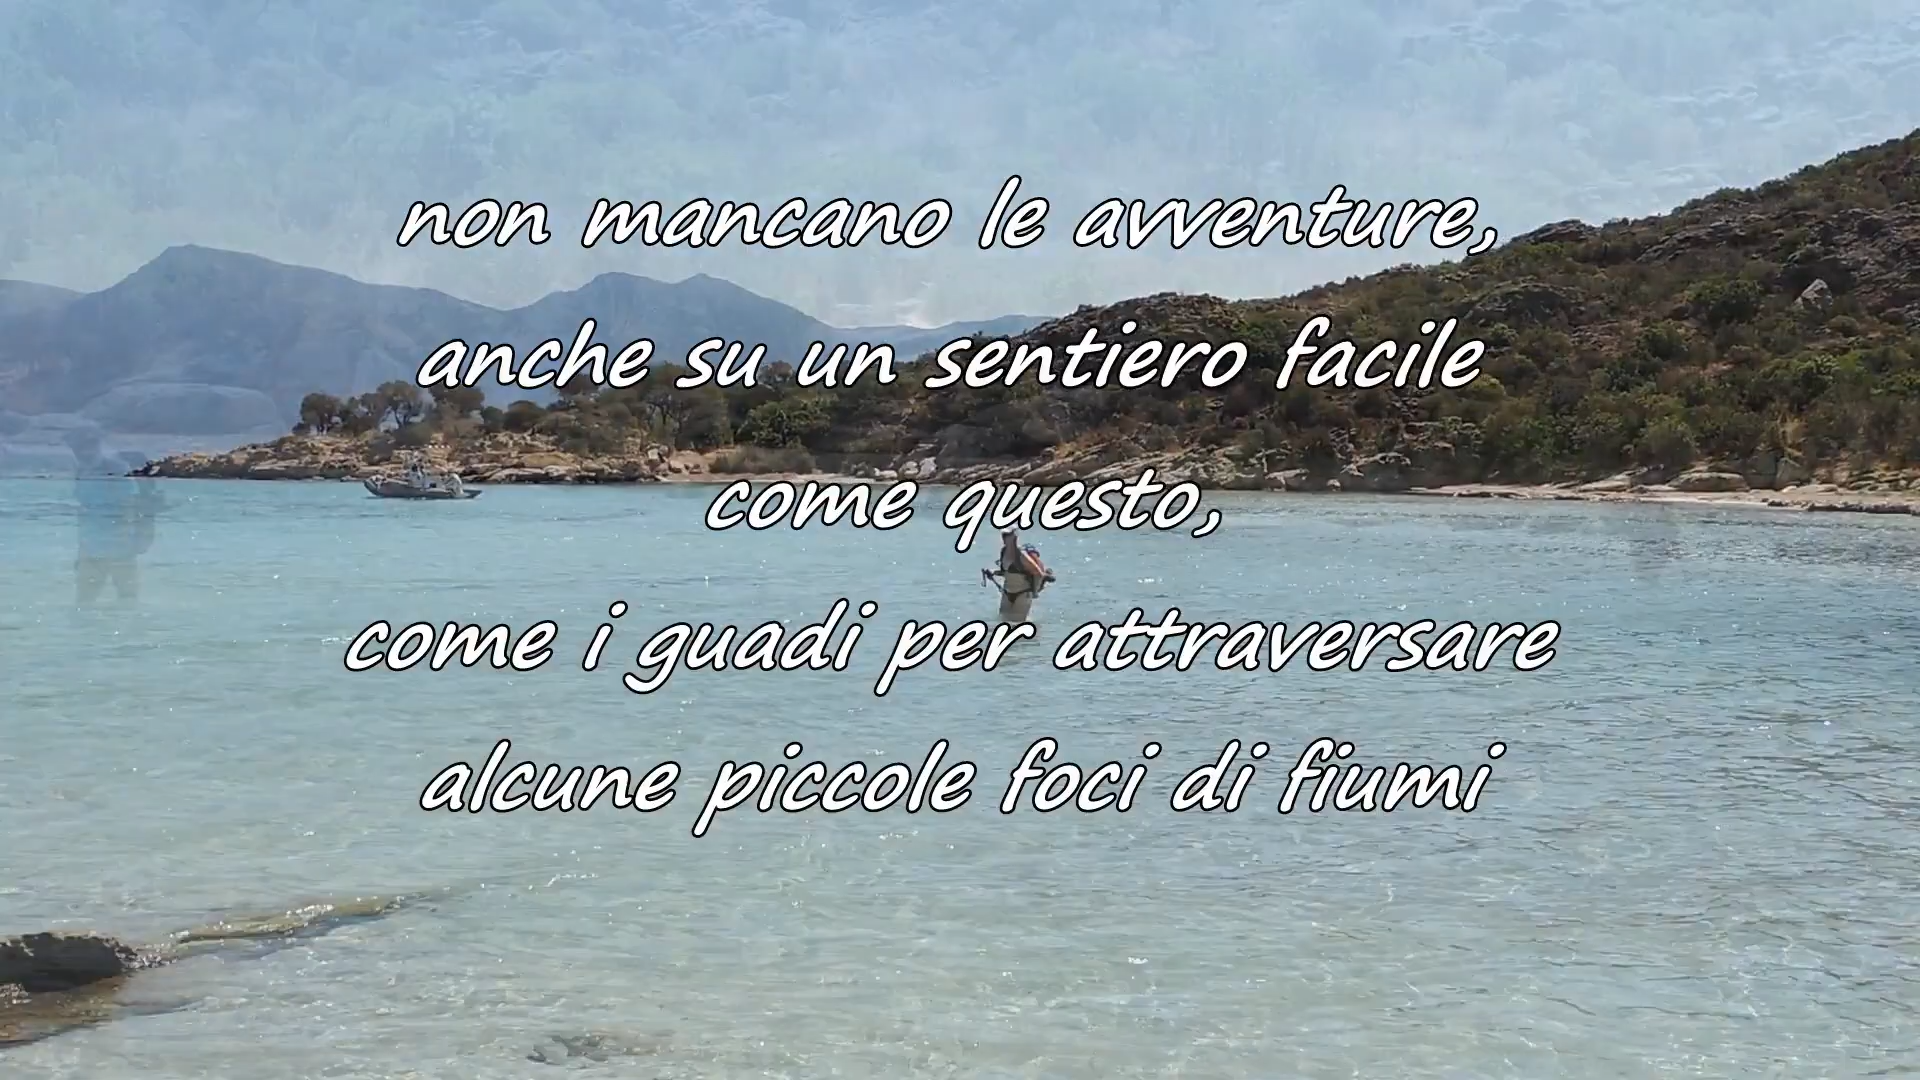 non mancano le avventure,
anche su un sentiero facile
come questo,
come i guadi per attraversare
alcune piccole foci di fiumi